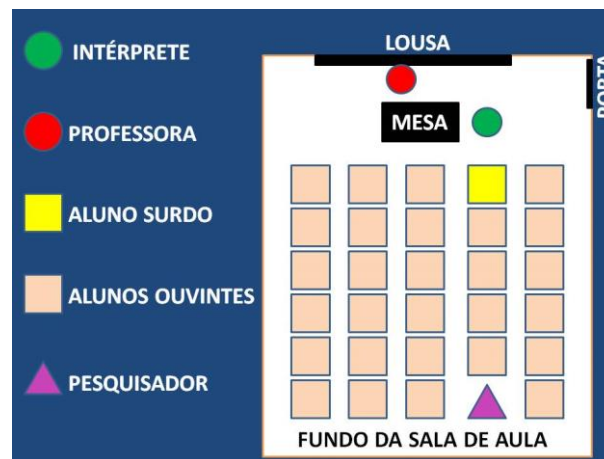 INTÉRPRETE
PROFESSORA
ALUNO SURDO
ALUNOS OUVINTES
PESQUISADOR
LOUSA
PORTA
MESA
FUNDO DA SALA DE AULA